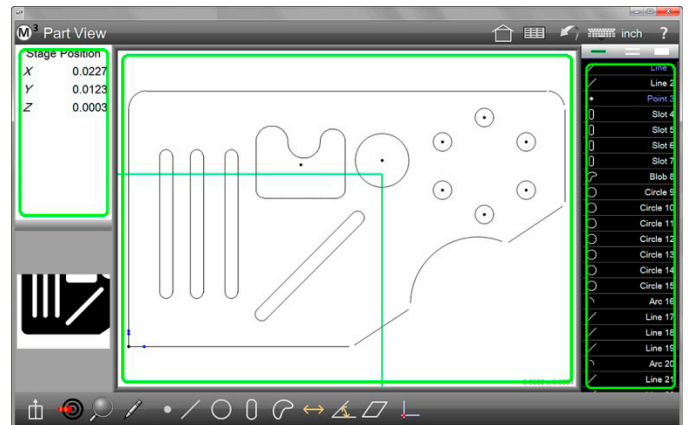 M³ Part View
inch ?
Stage Position
X 0.0227
Y 0.0123
Z 0.0003
Line 1
Line 2
Point 3
Slot 4
Slot 5
Slot 6
Slot 7
Blob 8
Circle 9
Circle 10
Circle 11
Circle 12
Circle 13
Circle 14
Circle 15
Arc 16
Line 17
Line 18
Line 19
Arc 20
Line 21